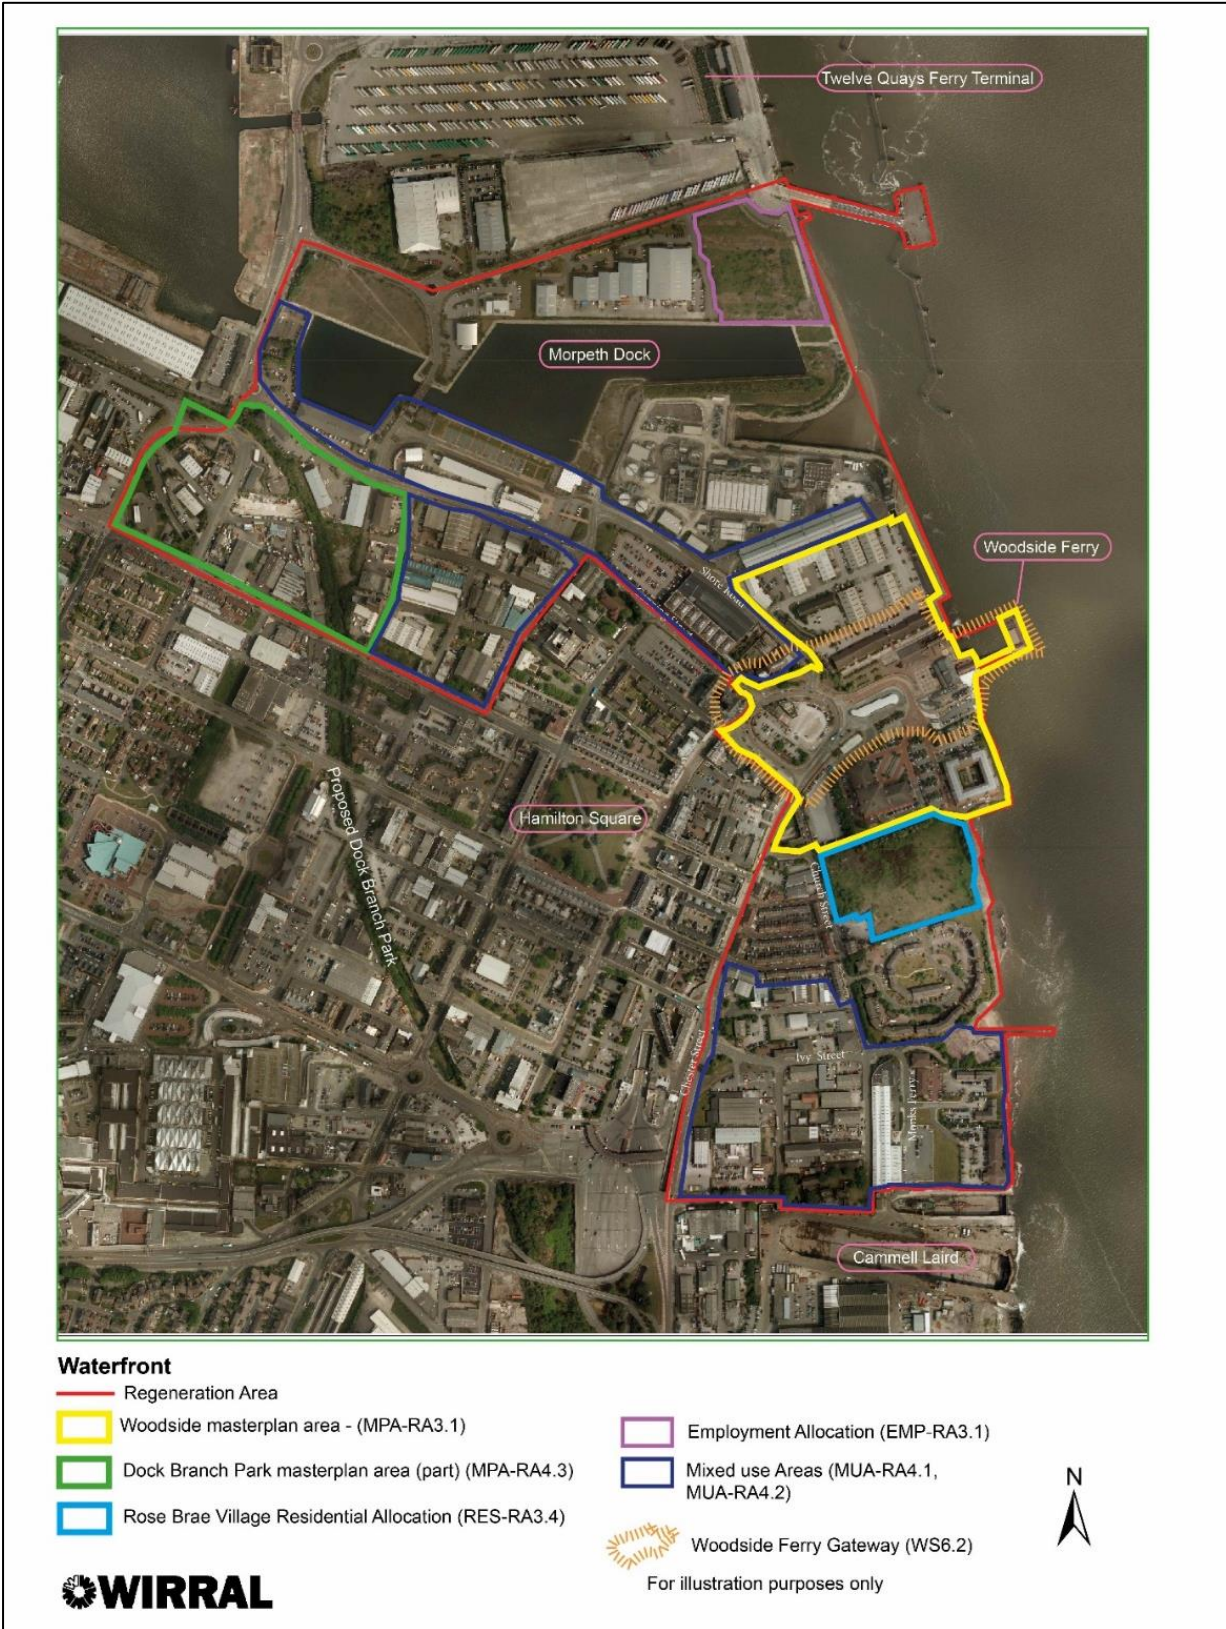 Twelve Quays Ferry Terminal
Morpeth Dock
Woodside Ferry
Shore Road
Hamilton Square
Proposed Dock Branch Park
Church Street
Chester Street
Ivy Street
Monks Ferry
Cammell Laird
Waterfront
Regeneration Area
Woodside masterplan area - (MPA-RA3.1)
Dock Branch Park masterplan area (part) (MPA-RA4.3)
Rose Brae Village Residential Allocation (RES-RA3.4)
Employment Allocation (EMP-RA3.1)
Mixed use Areas (MUA-RA4.1,
MUA-RA4.2)
Woodside Ferry Gateway (WS6.2)
For illustration purposes only
N
WIRRAL